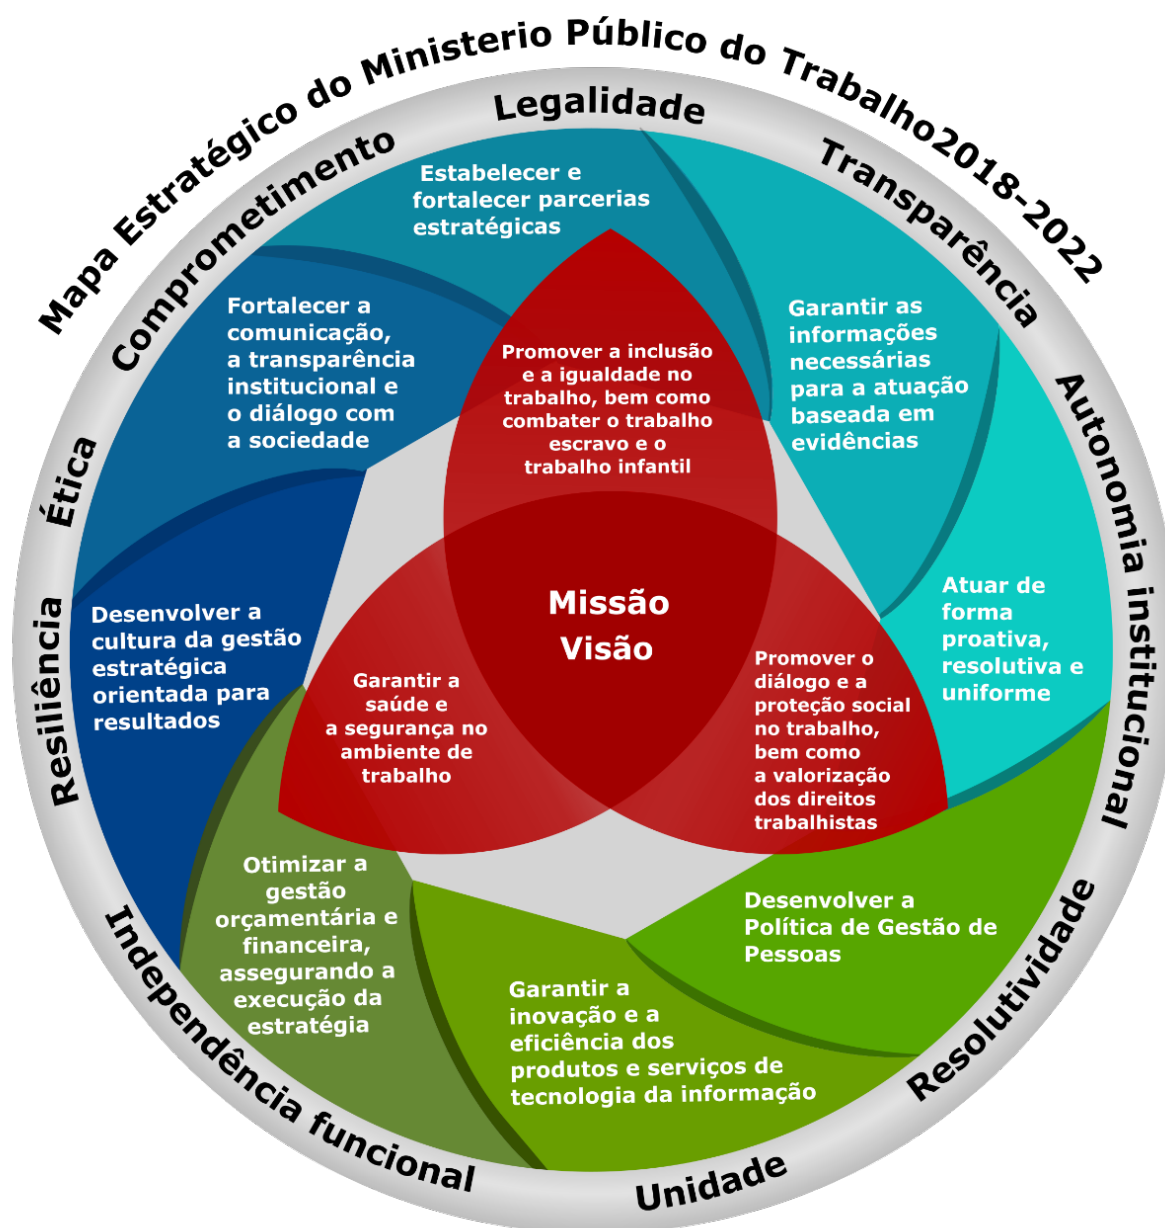 Mapa Estratégico do Ministerio Público do Trabalho2018-2022
Legalidade
Transparência
Autonomia institucional
Resolutividade
Unidade
Independência funcional
Resiliência
Ética
Comprometimento
Estabelecer e
fortalecer parcerias
estratégicas
Garantir as
informações
necessárias
para a atuação
baseada em
evidências
Atuar de
forma
proativa,
resolutiva e
uniforme
Desenvolver a
Política de Gestão de
Pessoas
Garantir a
inovação e a
eficiência dos
produtos e serviços de
tecnologia da informação
Otimizar a
gestão
orçamentária e
financeira,
assegurando a
execução da
estratégia
Desenvolver a
cultura da gestão
estratégica
orientada para
resultados
Fortalecer a
comunicação,
a transparência
institucional e
o diálogo com
a sociedade
Promover a inclusão
e a igualdade no
trabalho, bem como
combater o trabalho
escravo e o
trabalho infantil
Missão
Visão
Garantir a
saúde e
a segurança no
ambiente de
trabalho
Promover o
diálogo e a
proteção social
no trabalho,
bem como
a valorização
dos direitos
trabalhistas